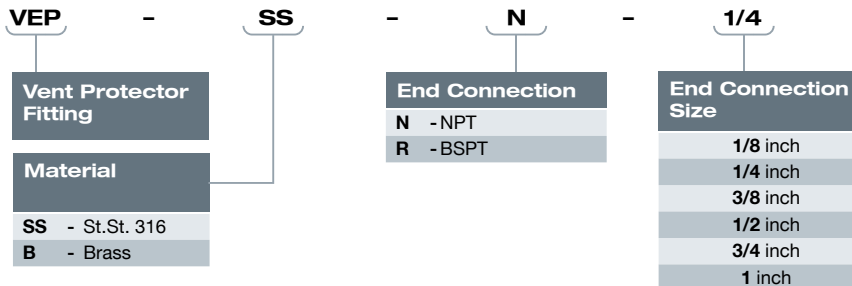 VEP - SS - N - 1/4
Vent Protector
Fitting
Material
SS - St.St. 316
B - Brass
End Connection
N - NPT
R - BSPT
End Connection
Size
1/8 inch
1/4 inch
3/8 inch
1/2 inch
3/4 inch
1 inch